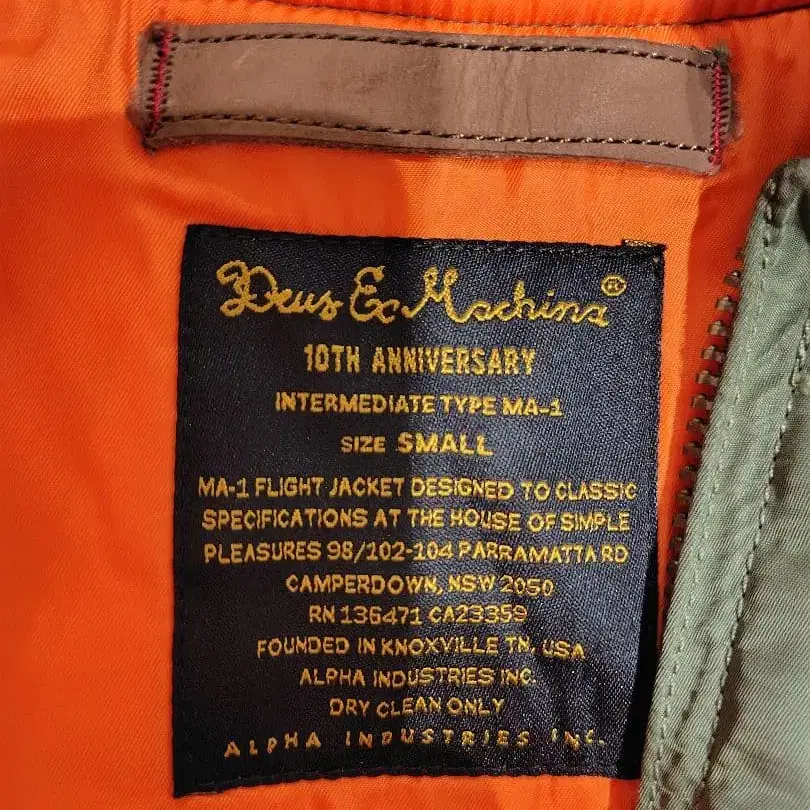 Deus Ex Machina®
10TH ANNIVERSARY
INTERMEDIATE TYPE MA-1
SIZE SMALL
MA-1 FLIGHT JACKET DESIGNED TO CLASSIC
SPECIFICATIONS AT THE HOUSE OF SIMPLE
PLEASURES 98/102-104 PARRAMATTA RD
CAMPERDOWN, NSW 2050
RN 136471 CA23359
FOUNDED IN KNOXVILLE TN, USA
ALPHA INDUSTRIES INC.
DRY CLEAN ONLY
ALPHA INDUSTRIES INC.